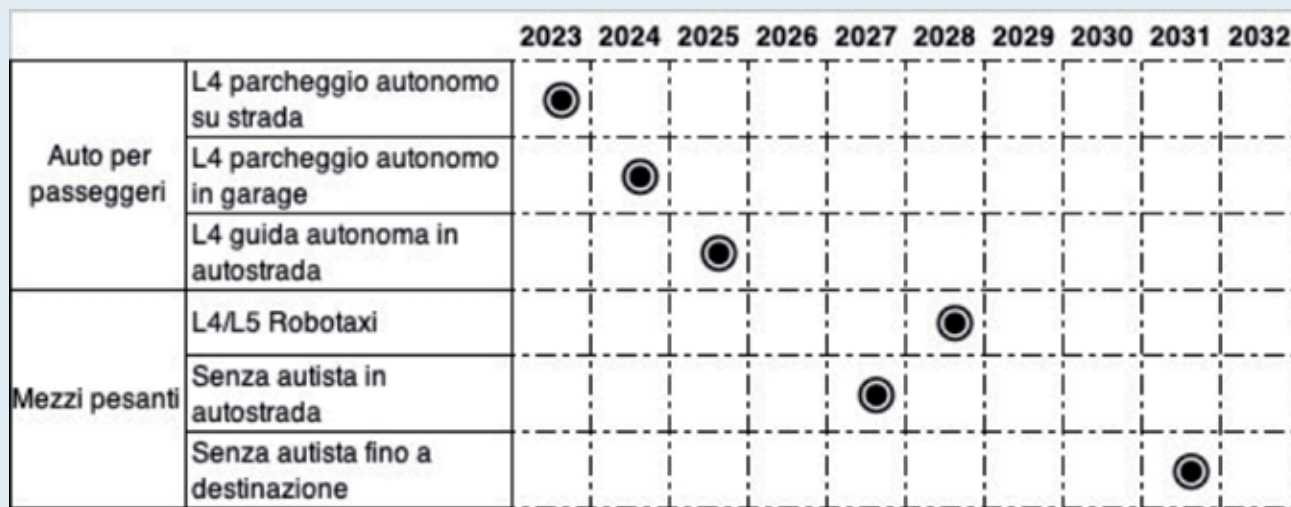 2023 2024 2025 2026 2027 2028 2029 2030 2031 2032
Auto per
passeggeri
L4 parcheggio autonomo
su strada
L4 parcheggio autonomo
in garage
L4 guida autonoma in
autostrada
Mezzi pesanti
L4/L5 Robotaxi
Senza autista in
autostrada
Senza autista fino a
destinazione